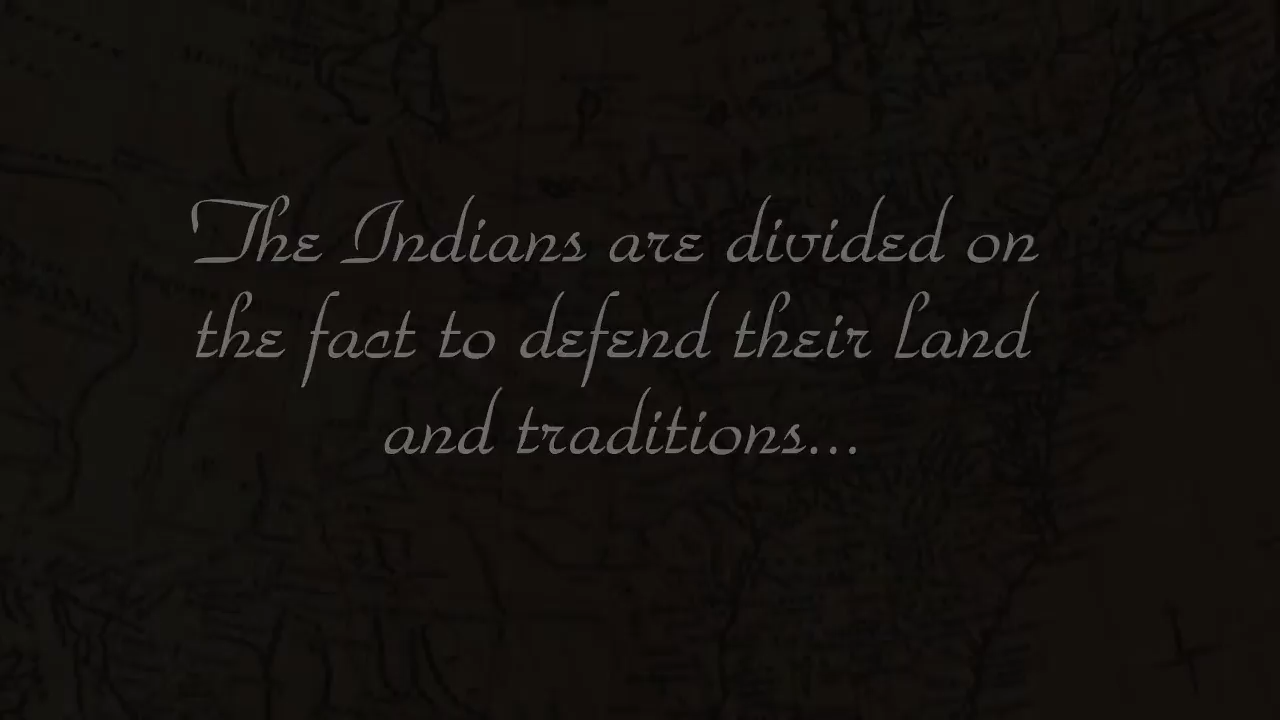 The Indians are divided on
the fact to defend their land
and traditions...